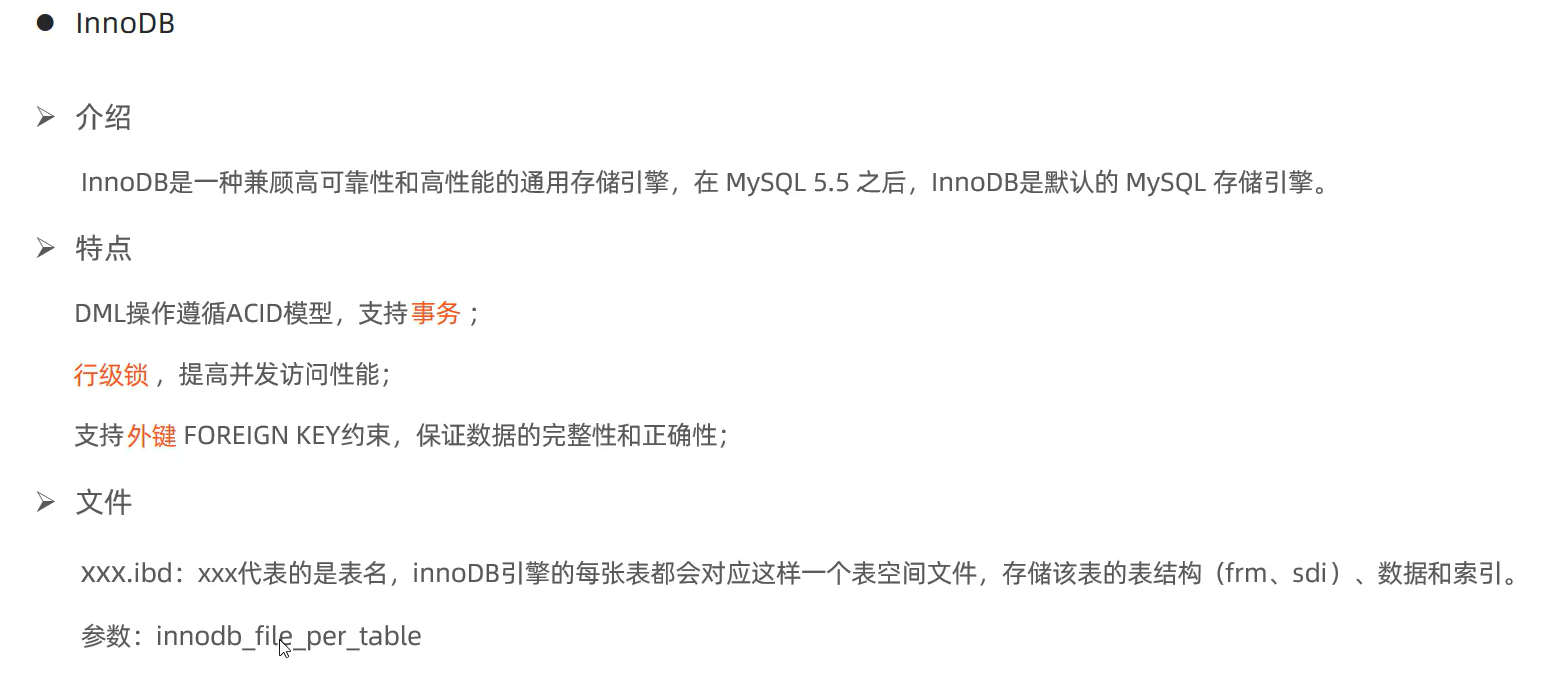 ● InnoDB
➢ 介绍
InnoDB是一种兼顾高可靠性和高性能的通用存储引擎，在 MySQL 5.5 之后，InnoDB是默认的 MySQL 存储引擎。
➢ 特点
DML操作遵循ACID模型，支持事务；
行级锁，提高并发访问性能；
支持外键 FOREIGN KEY约束，保证数据的完整性和正确性；
➢ 文件
xxx.ibd：xxx代表的是表名，innoDB引擎的每张表都会对应这样一个表空间文件，存储该表的表结构（frm、sdi）、数据和索引。
参数：innodb_file_per_table